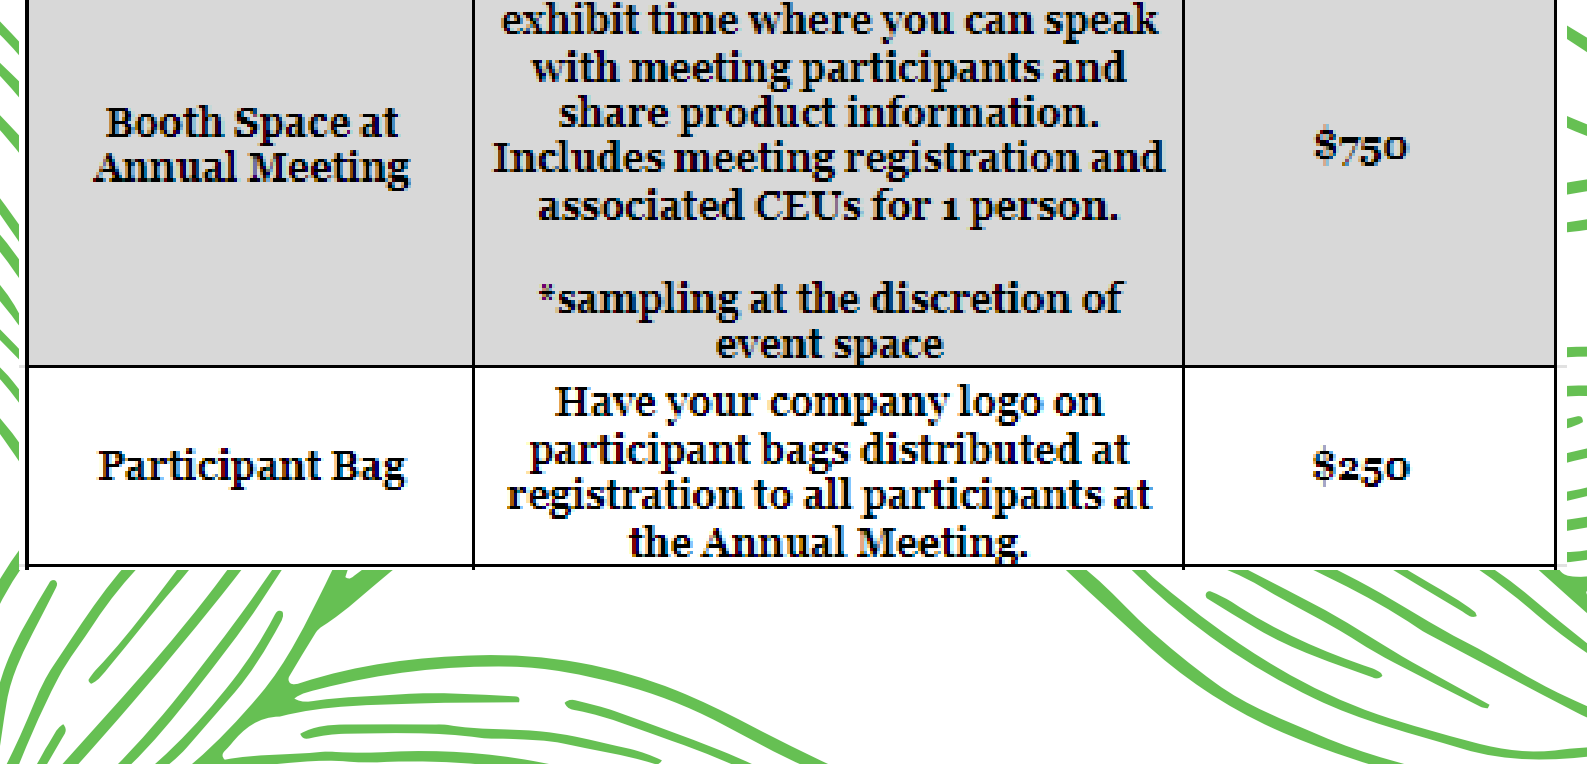 exhibit time where you can speak
with meeting participants and
share product information.
Includes meeting registration and
associated CEUs for 1 person.
*sampling at the discretion of
event space
Booth Space at
Annual Meeting
$750
Participant Bag
Have your company logo on
participant bags distributed at
registration to all participants at
the Annual Meeting.
$250